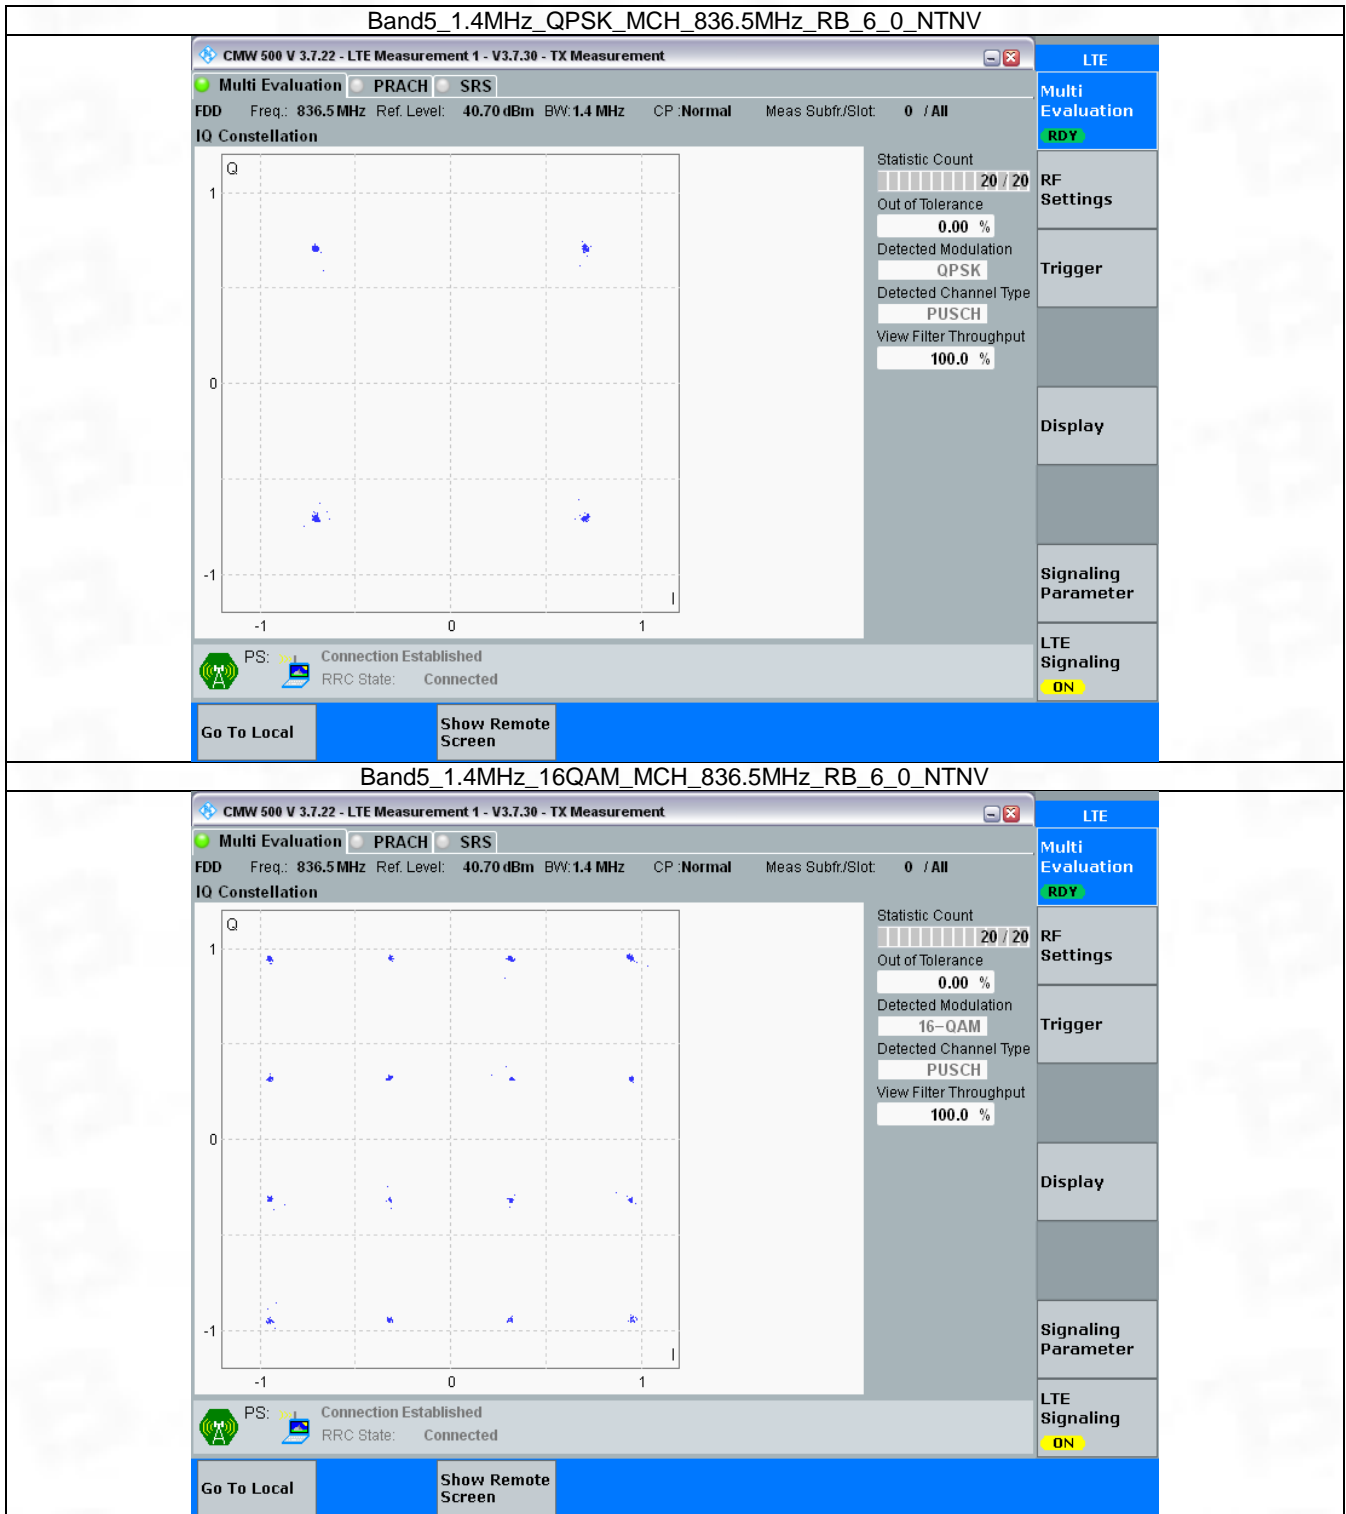 Band5_1.4MHz_QPSK_MCH_836.5MHz_RB_6_0_NTNV
CMW 500 V 3.7.22 - LTE Measurement 1 - V3.7.30 - TX Measurement
LTE
Multi Evaluation PRACH SRS
Multi
Evaluation
RDY
FDD Freq.: 836.5 MHz Ref. Level: 40.70 dBm BW: 1.4 MHz CP : Normal Meas Subfr./Slot: 0 / All
IQ Constellation
Q
1
0
-1
I
-1 0 1
Statistic Count
20 / 20
Out of Tolerance
0.00 %
Detected Modulation
QPSK
Detected Channel Type
PUSCH
View Filter Throughput
100.0 %
RF
Settings
Trigger
Display
Signaling
Parameter
LTE
Signaling
ON
PS: Connection Established
RRC State: Connected
Go To Local
Show Remote
Screen
Band5_1.4MHz_16QAM_MCH_836.5MHz_RB_6_0_NTNV
CMW 500 V 3.7.22 - LTE Measurement 1 - V3.7.30 - TX Measurement
LTE
Multi Evaluation PRACH SRS
Multi
Evaluation
RDY
FDD Freq.: 836.5 MHz Ref. Level: 40.70 dBm BW: 1.4 MHz CP : Normal Meas Subfr./Slot: 0 / All
IQ Constellation
Q
1
0
-1
I
-1 0 1
Statistic Count
20 / 20
Out of Tolerance
0.00 %
Detected Modulation
16-QAM
Detected Channel Type
PUSCH
View Filter Throughput
100.0 %
RF
Settings
Trigger
Display
Signaling
Parameter
LTE
Signaling
ON
PS: Connection Established
RRC State: Connected
Go To Local
Show Remote
Screen